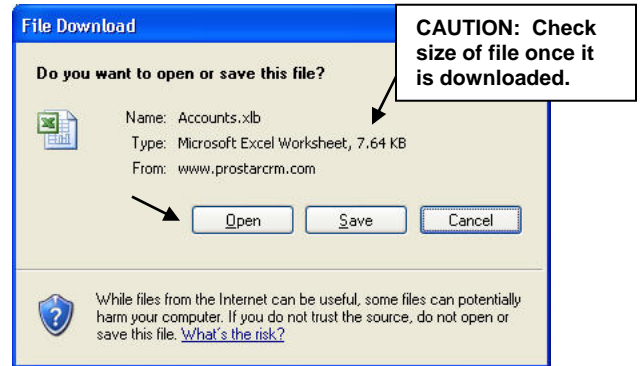 File Download
CAUTION: Check
size of file once it
is downloaded.
Do you want to open or save this file?
Name: Accounts.xlb
Type: Microsoft Excel Worksheet, 7.64 KB
From: www.prostarcrm.com
Open Save Cancel
While files from the Internet can be useful, some files can potentially
harm your computer. If you do not trust the source, do not open or
save this file. What's the risk?